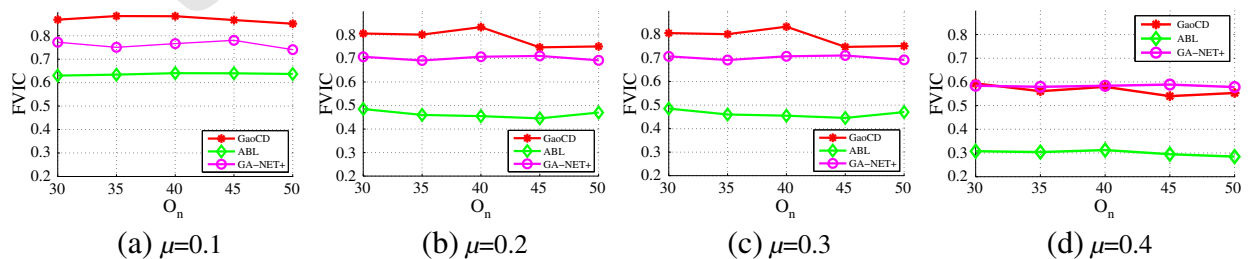 FVIC
0.8
0.7
0.6
0.5
0.4
0.3
0.2
30 35 40 45 50
O_n
GaoCD
ABL
GA-NET+
(a) μ=0.1
FVIC
0.8
0.7
0.6
0.5
0.4
0.3
0.2
30 35 40 45 50
O_n
GaoCD
ABL
GA-NET+
(b) μ=0.2
FVIC
0.8
0.7
0.6
0.5
0.4
0.3
0.2
30 35 40 45 50
O_n
GaoCD
ABL
GA-NET+
(c) μ=0.3
FVIC
0.8
0.7
0.6
0.5
0.4
0.3
0.2
30 35 40 45 50
O_n
GaoCD
ABL
GA-NET+
(d) μ=0.4